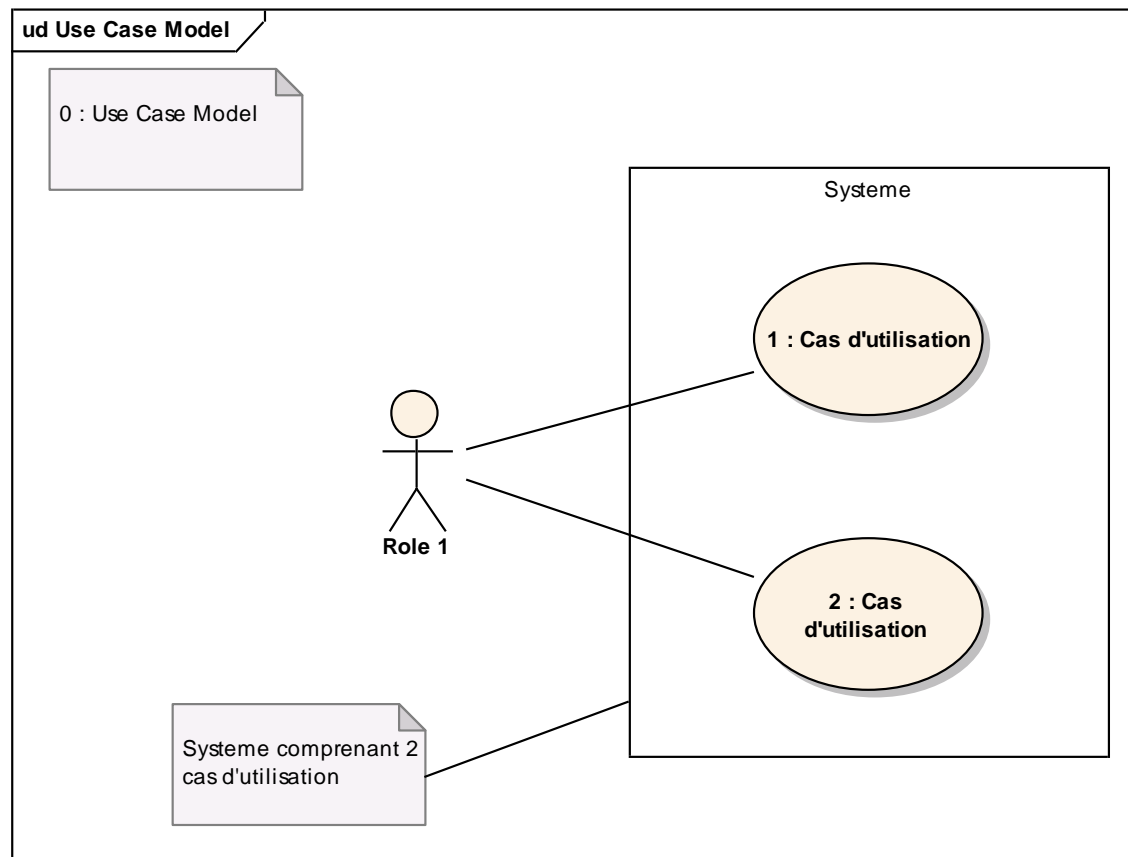 ud Use Case Model
0 : Use Case Model
Systeme
1 : Cas d'utilisation
Role 1
2 : Cas
d'utilisation
Systeme comprenant 2
cas d'utilisation